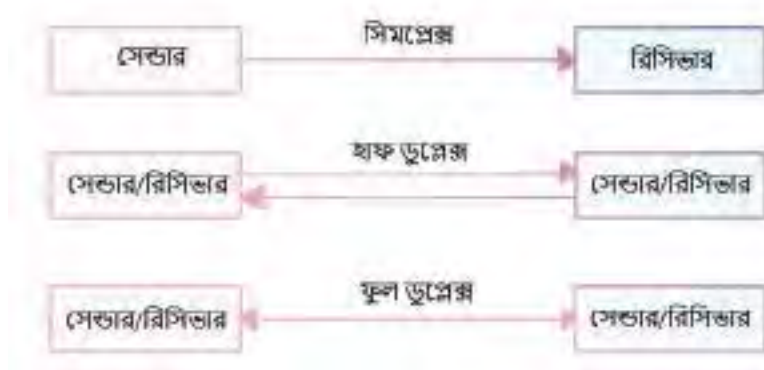 সেন্ডার সিমপ্লেক্স রিসিভার
সেন্ডার/রিসিভার হাফ ডুপ্লেক্স সেন্ডার/রিসিভার
সেন্ডার/রিসিভার ফুল ডুপ্লেক্স সেন্ডার/রিসিভার